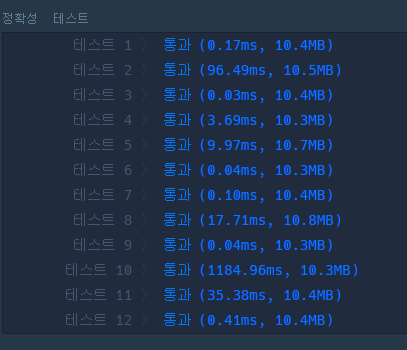 정확성 테스트
테스트 1 〉 통과 (0.17ms, 10.4MB)
테스트 2 〉 통과 (96.49ms, 10.5MB)
테스트 3 〉 통과 (0.03ms, 10.4MB)
테스트 4 〉 통과 (3.69ms, 10.3MB)
테스트 5 〉 통과 (9.97ms, 10.7MB)
테스트 6 〉 통과 (0.04ms, 10.3MB)
테스트 7 〉 통과 (0.10ms, 10.4MB)
테스트 8 〉 통과 (17.71ms, 10.8MB)
테스트 9 〉 통과 (0.04ms, 10.3MB)
테스트 10 〉 통과 (1184.96ms, 10.3MB)
테스트 11 〉 통과 (35.38ms, 10.4MB)
테스트 12 〉 통과 (0.41ms, 10.4MB)